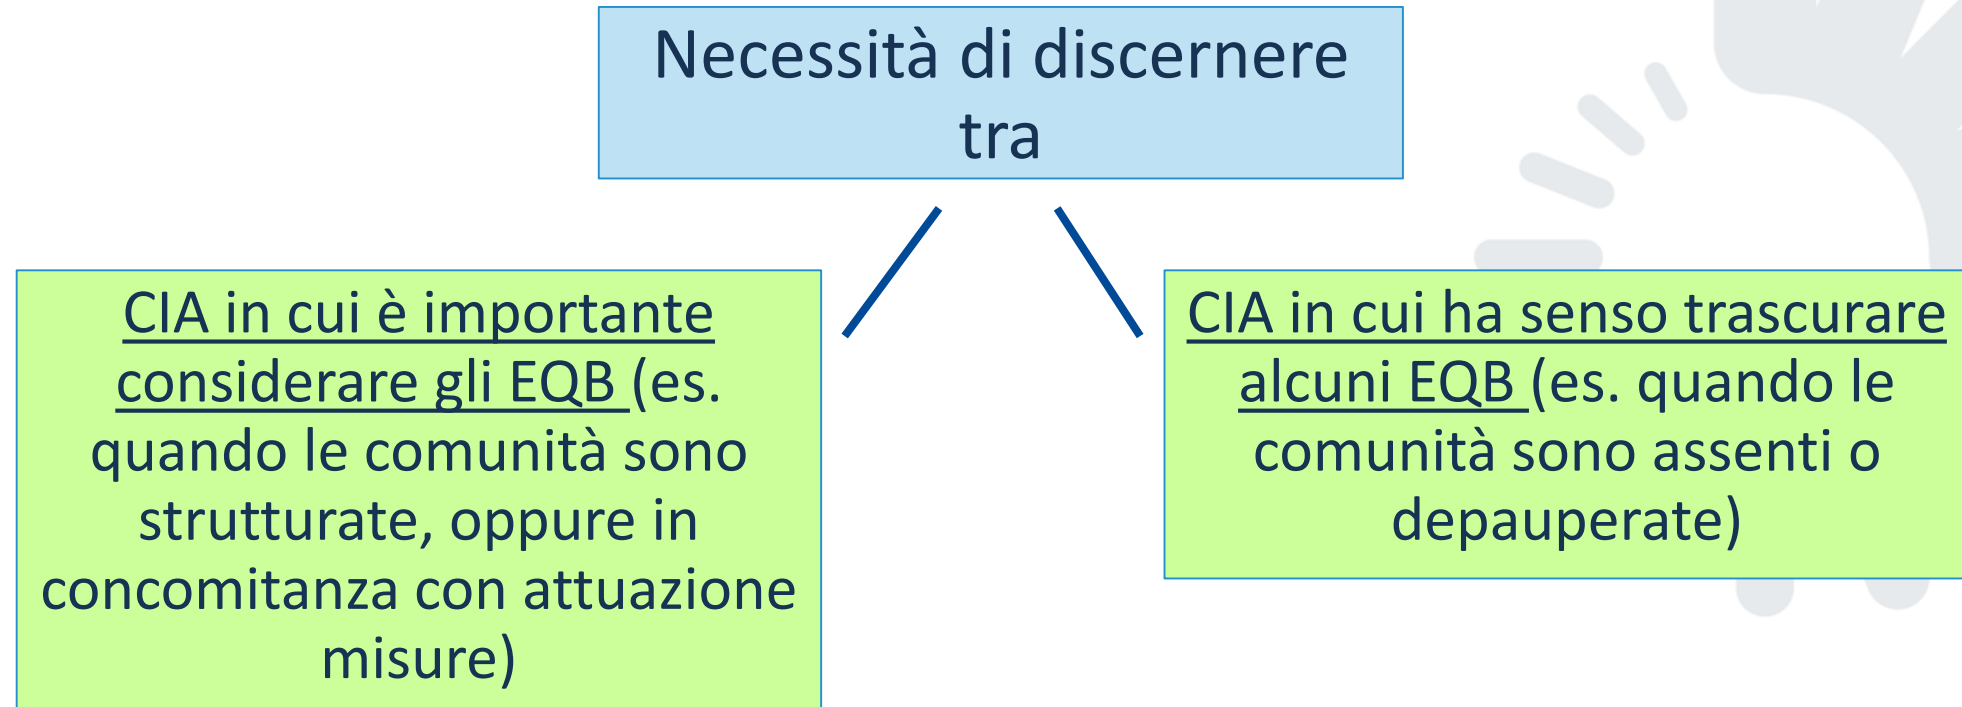 Necessità di discernere
tra
CIA in cui è importante
considerare gli EQB (es.
quando le comunità sono
strutturate, oppure in
concomitanza con attuazione
misure)
CIA in cui ha senso trascurare
alcuni EQB (es. quando le
comunità sono assenti o
depauperate)